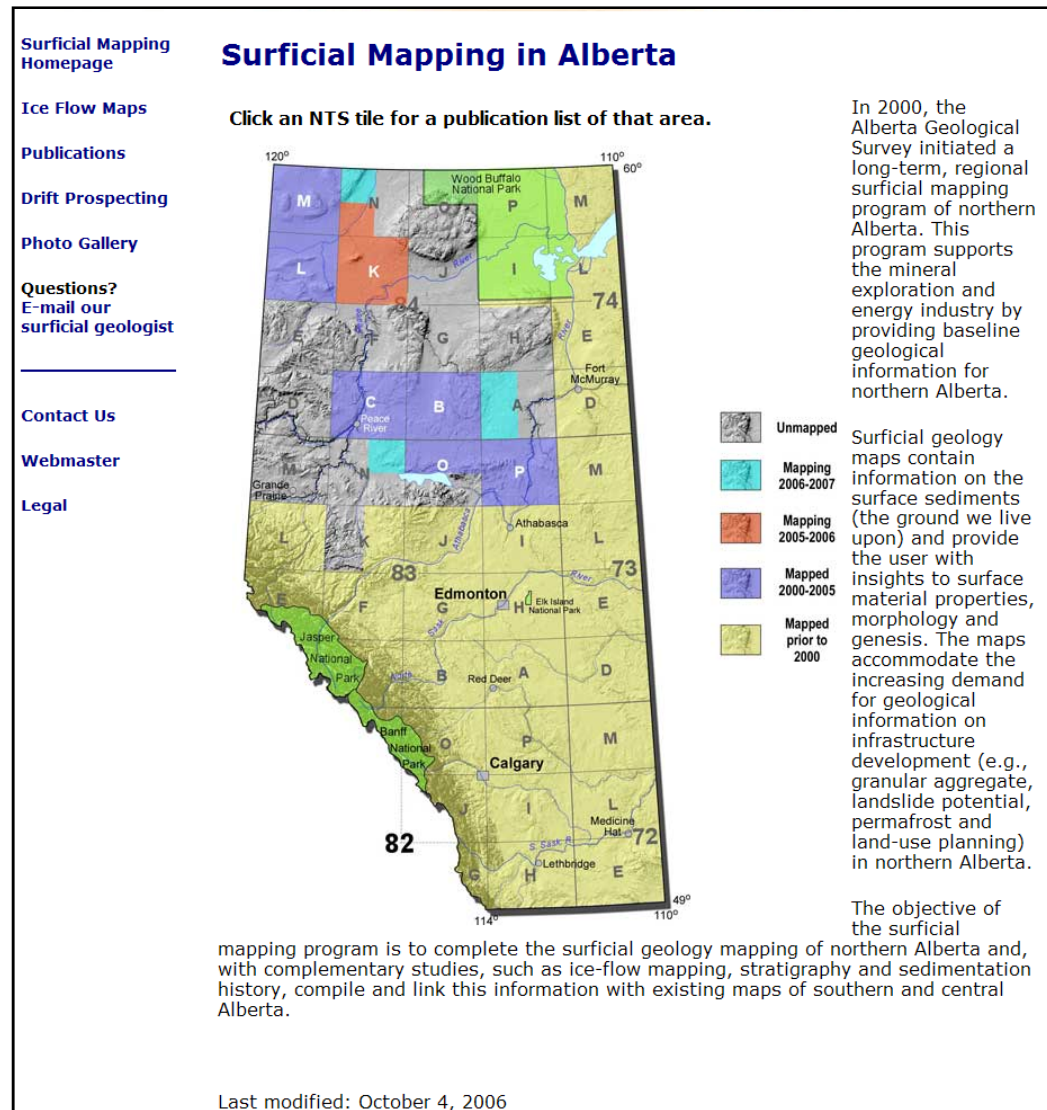 Surficial Mapping
Homepage
Ice Flow Maps
Publications
Drift Prospecting
Photo Gallery
Questions?
E-mail our
surficial geologist
Contact Us
Webmaster
Legal
Surficial Mapping in Alberta
Click an NTS tile for a publication list of that area.
120°
110°
60°
Wood Buffalo
National Park
M
N
O
P
M
L
K
J
River
I
L
84
74
Peace
River
E
F
G
H
E
Fort
McMurray
D
C
B
A
D
Peace
River
M
N
O
P
M
Grande
Prairie
Athabasca
Athabasca
L
K
J
I
L
83
73
River
Edmonton
E
F
G
H
Elk Island
National Park
E
Sask
Jasper
National
Park
North
B
Red Deer
A
D
Banff
National
Park
O
P
M
Calgary
J
I
L
Medicine
Hat
72
82
S. Sask R.
Lethbridge
G
H
E
49°
114°
110°
Unmapped
Mapping
2006-2007
Mapping
2005-2006
Mapped
2000-2005
Mapped
prior to
2000
In 2000, the
Alberta Geological
Survey initiated a
long-term, regional
surficial mapping
program of northern
Alberta. This
program supports
the mineral
exploration and
energy industry by
providing baseline
geological
information for
northern Alberta.
Surficial geology
maps contain
information on the
surface sediments
(the ground we live
upon) and provide
the user with
insights to surface
material properties,
morphology and
genesis. The maps
accommodate the
increasing demand
for geological
information on
infrastructure
development (e.g.,
granular aggregate,
landslide potential,
permafrost and
land-use planning)
in northern Alberta.
The objective of
the surficial
mapping program is to complete the surficial geology mapping of northern Alberta and,
with complementary studies, such as ice-flow mapping, stratigraphy and sedimentation
history, compile and link this information with existing maps of southern and central
Alberta.
Last modified: October 4, 2006